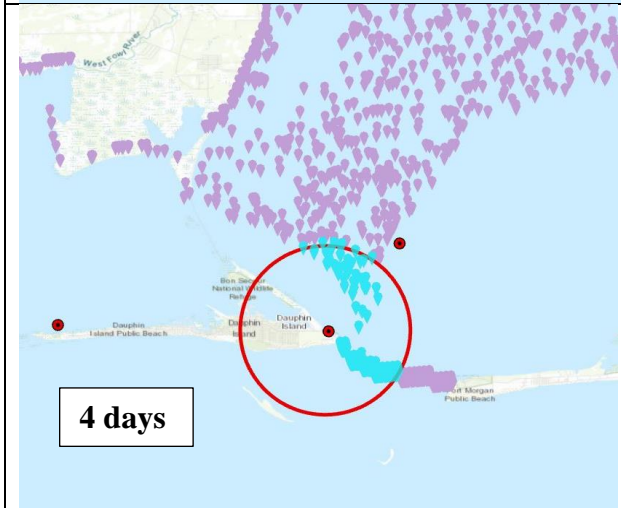 West Fowl River
Bon Secour
National Wildlife
Refuge
Dauphin
Island Public Beach
Dauphin
Island
Dauphin
Island
Fort Morgan
Public Beach
4 days